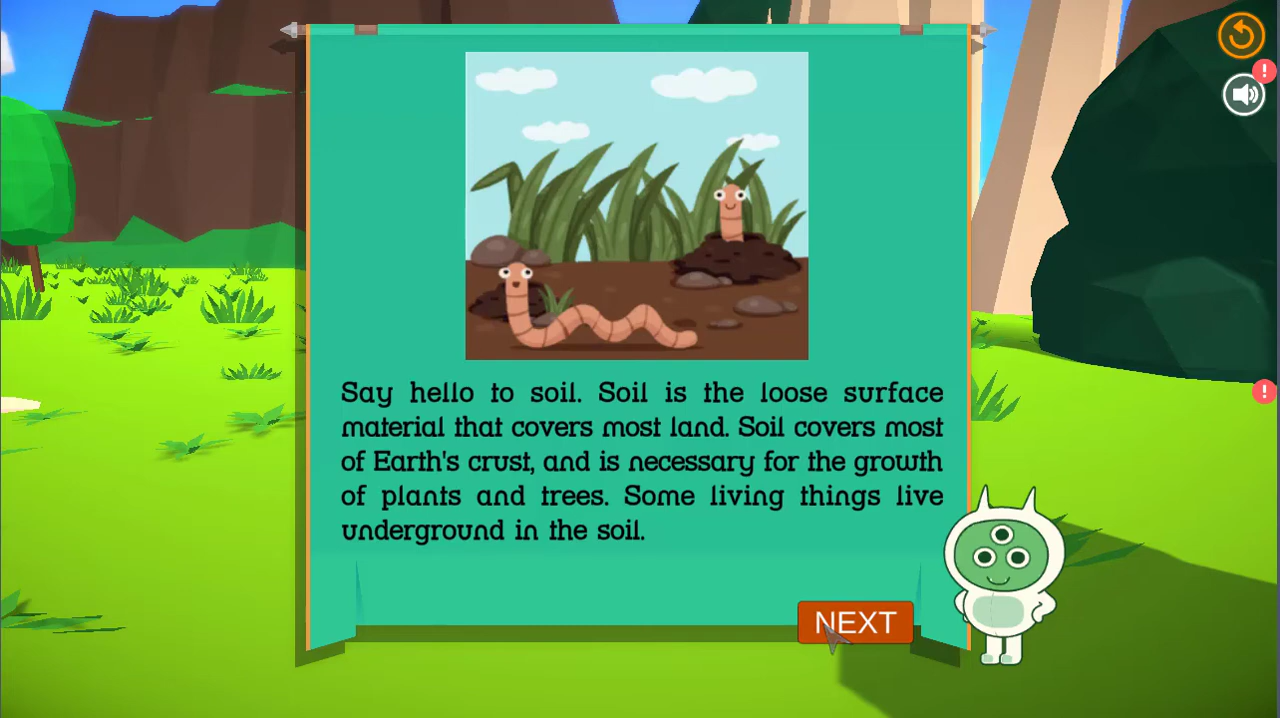 Say hello to soil. Soil is the loose surface
material that covers most land. Soil covers most
of Earth's crust, and is necessary for the growth
of plants and trees. Some living things live
underground in the soil.
NEXT
!
!